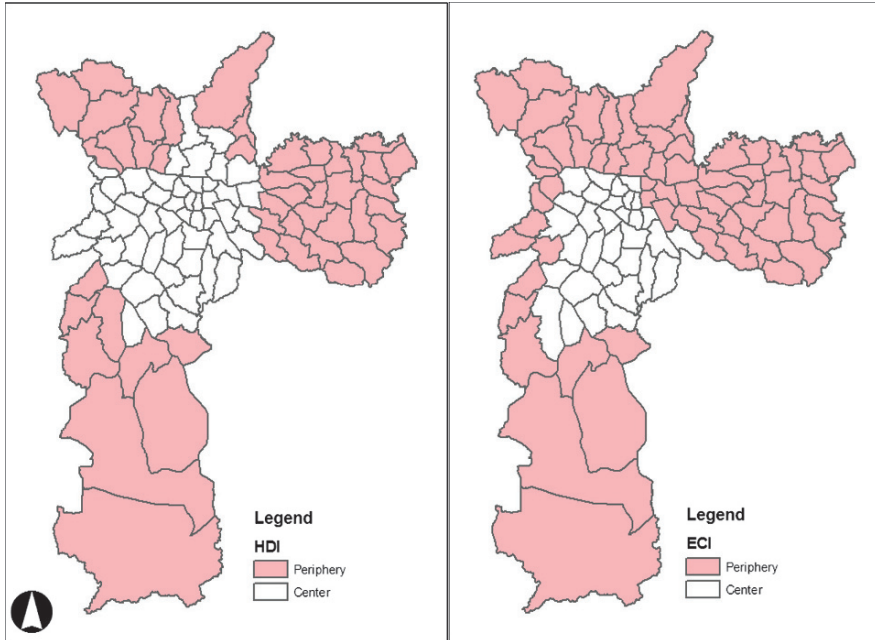 Legend
HDI
Periphery
Center
Legend
ECI
Periphery
Center